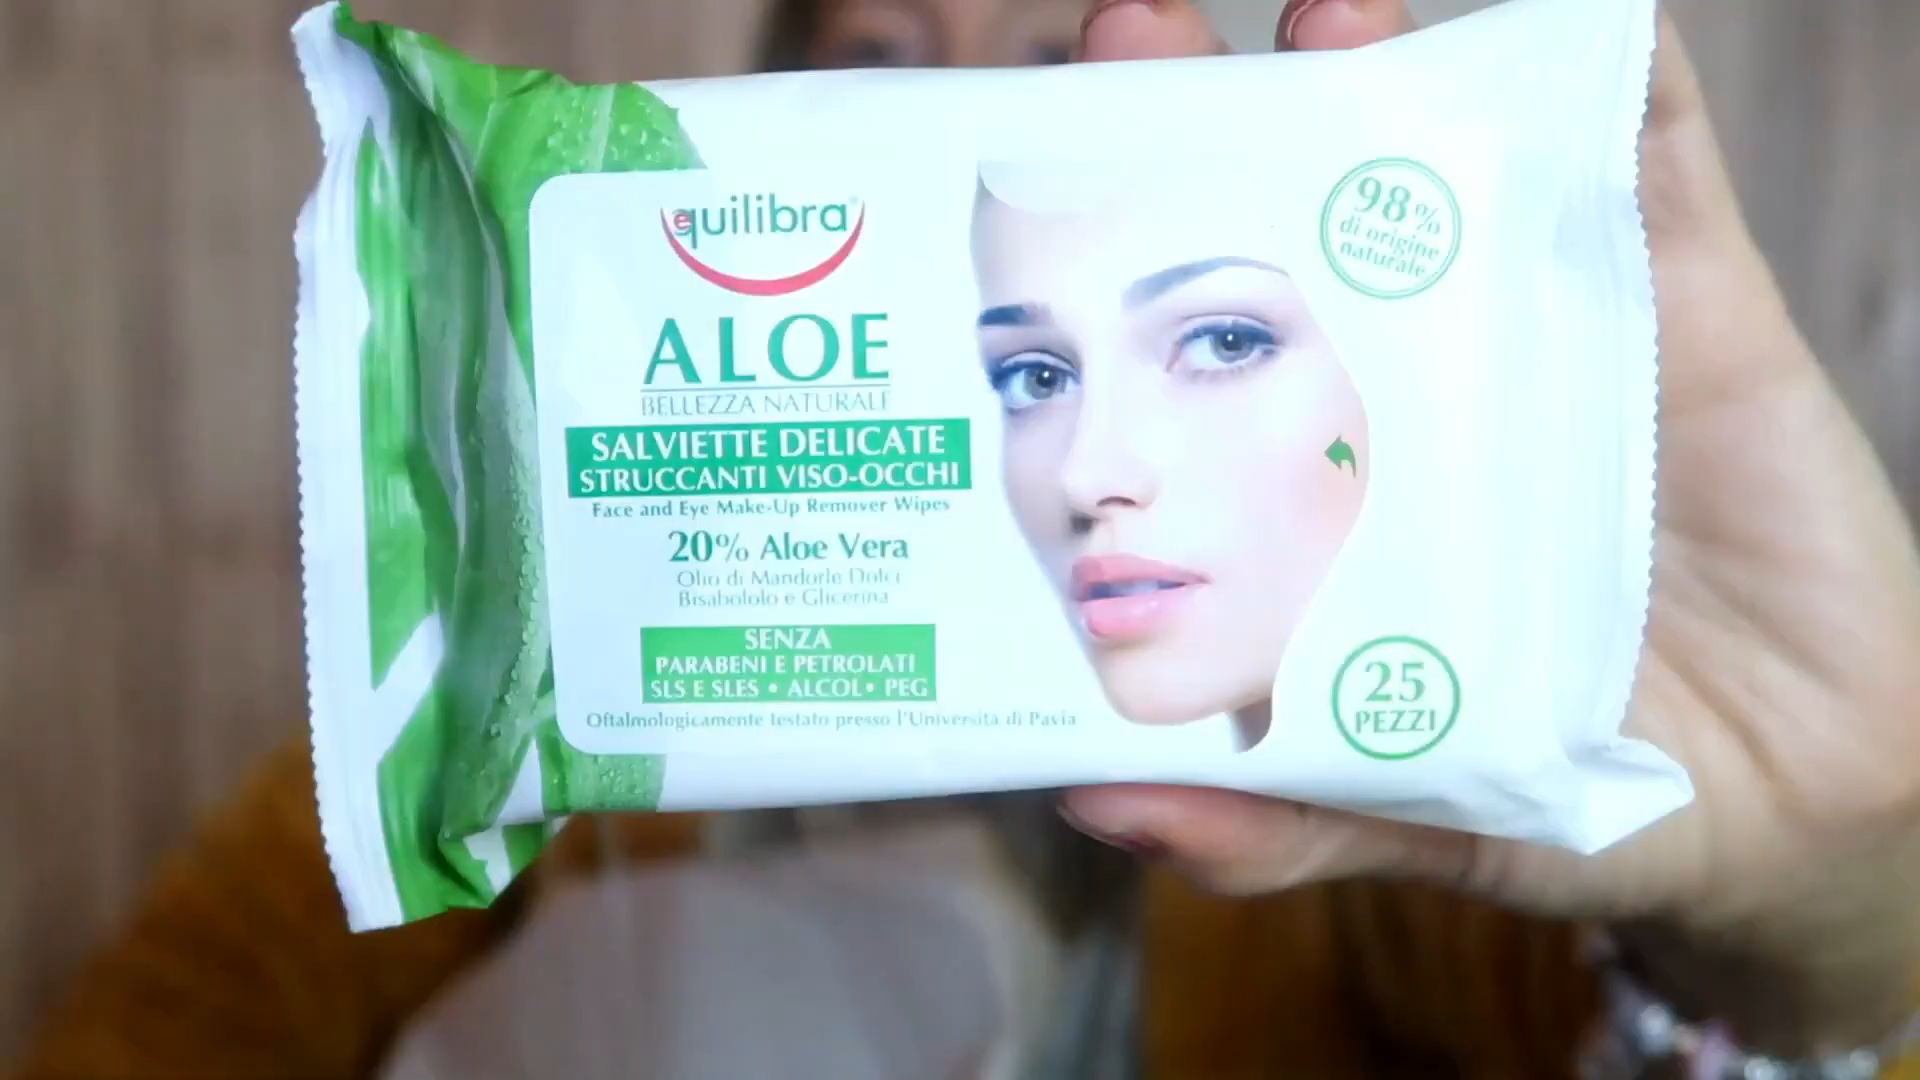 equilibra®
ALOE
BELLEZZA NATURALE
SALVIETTE DELICATE
STRUCCANTI VISO-OCCHI
Face and Eye Make-Up Remover Wipes
20% Aloe Vera
Olio di Mandorle Dolci
Bisabololo e Glicerina
SENZA
PARABENI E PETROLATI
SLS E SLES • ALCOL • PEG
Oftalmologicamente testato presso l'Università di Pavia
98%
di origine
naturale
25
PEZZI